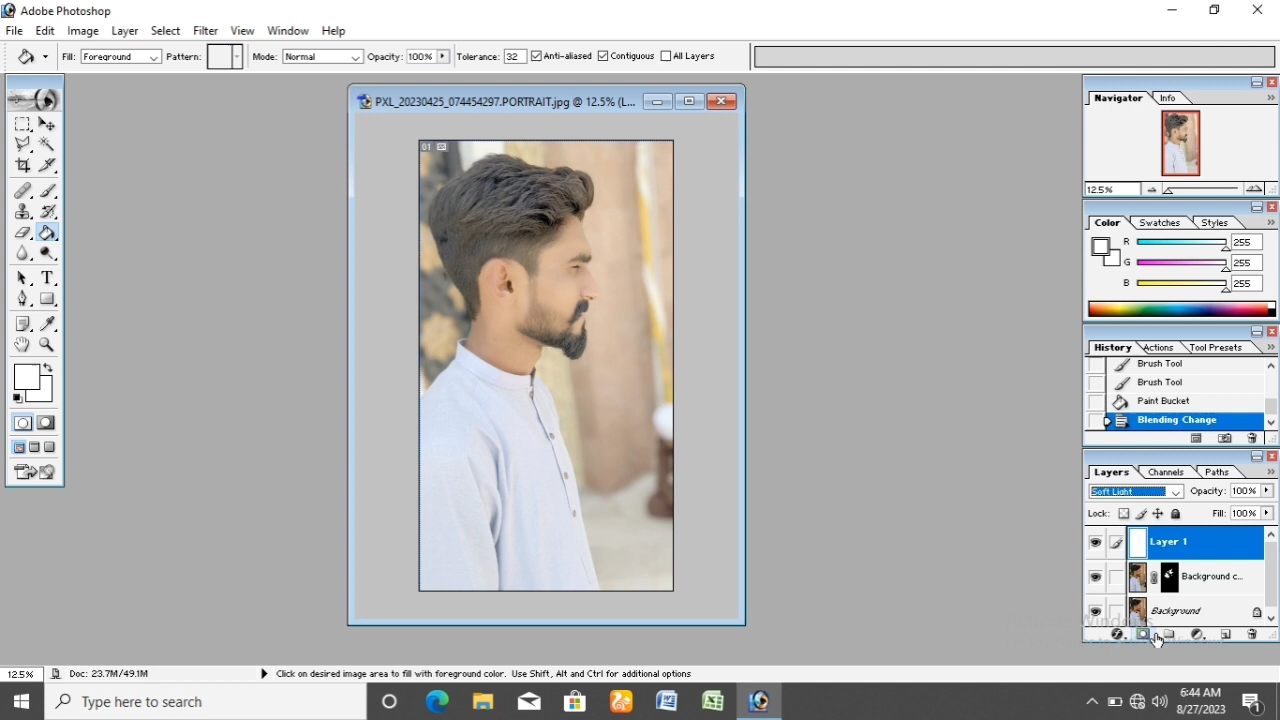 Adobe Photoshop
File Edit Image Layer Select Filter View Window Help
Fill: Foreground Pattern: Mode: Normal Opacity: 100% Tolerance: 32 Anti-aliased Contiguous All Layers
PXL_20230425_074454297.PORTRAIT.jpg @ 12.5% (L...
01
Navigator Info
12.5%
Color Swatches Styles
R 255
G 255
B 255
History Actions Tool Presets
Brush Tool
Brush Tool
Paint Bucket
Blending Change
Layers Channels Paths
Soft Light Opacity: 100%
Lock: Fill: 100%
Layer 1
Background c...
Background
12.5% Doc: 23.7M/49.1M Click on desired image area to fill with foreground color. Use Shift, Alt and Ctrl for additional options
Type here to search
6:44 AM
8/27/2023
1